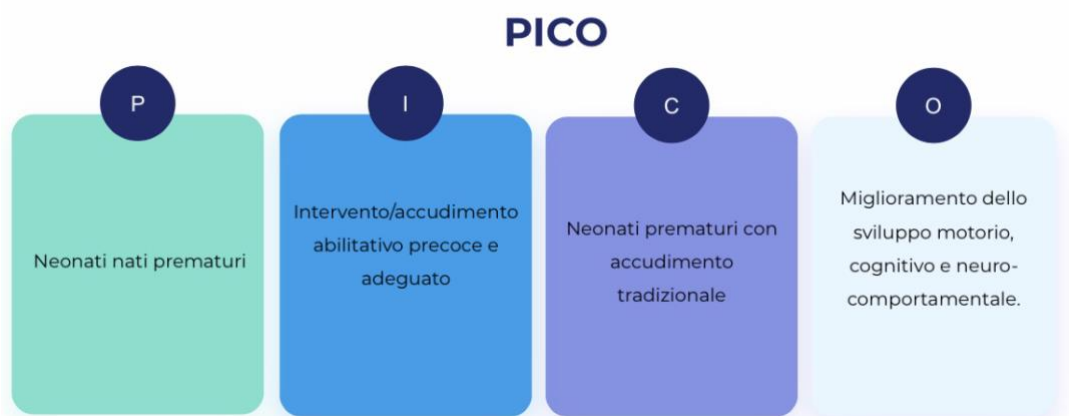 PICO
P
Neonati nati prematuri
I
Intervento/accudimento
abilitativo precoce e
adeguato
C
Neonati prematuri con
accudimento
tradizionale
O
Miglioramento dello
sviluppo motorio,
cognitivo e neuro-
comportamentale.